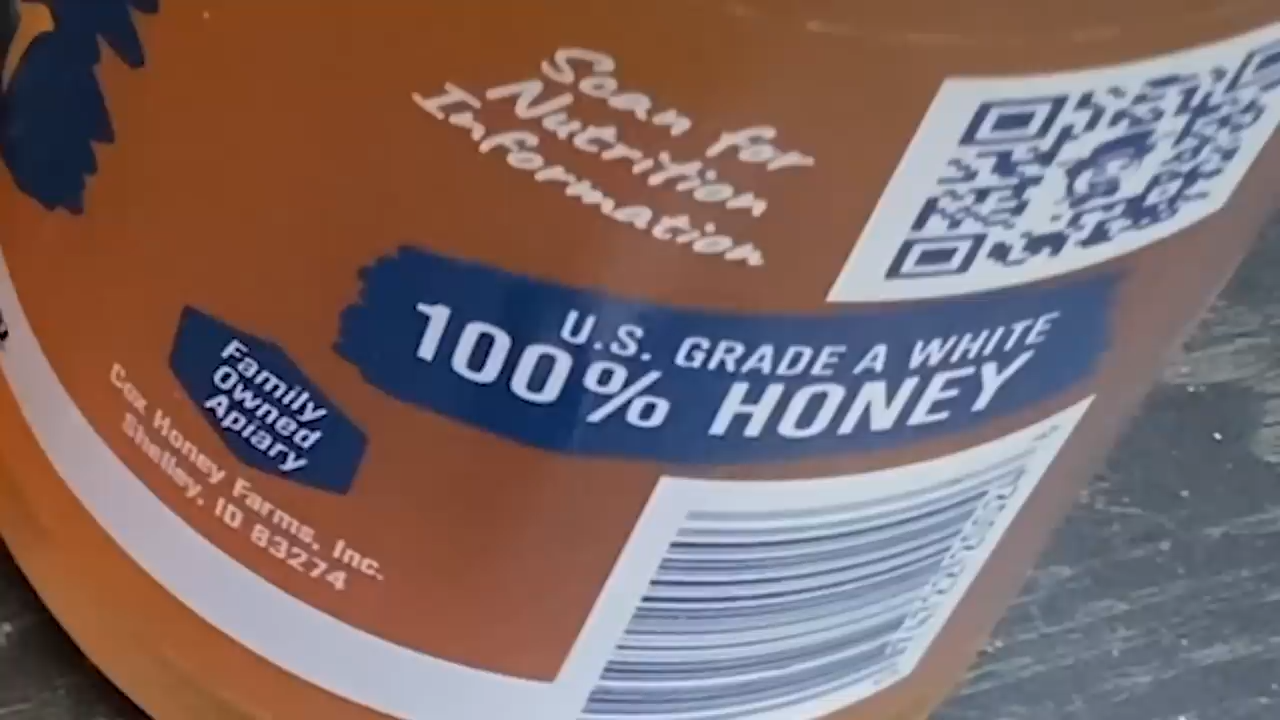 Scan for
Nutrition
Information
U.S. GRADE A WHITE
100% HONEY
Family
Owned
Apiary
Cox Honey Farms, Inc.
Shelley, ID 83274